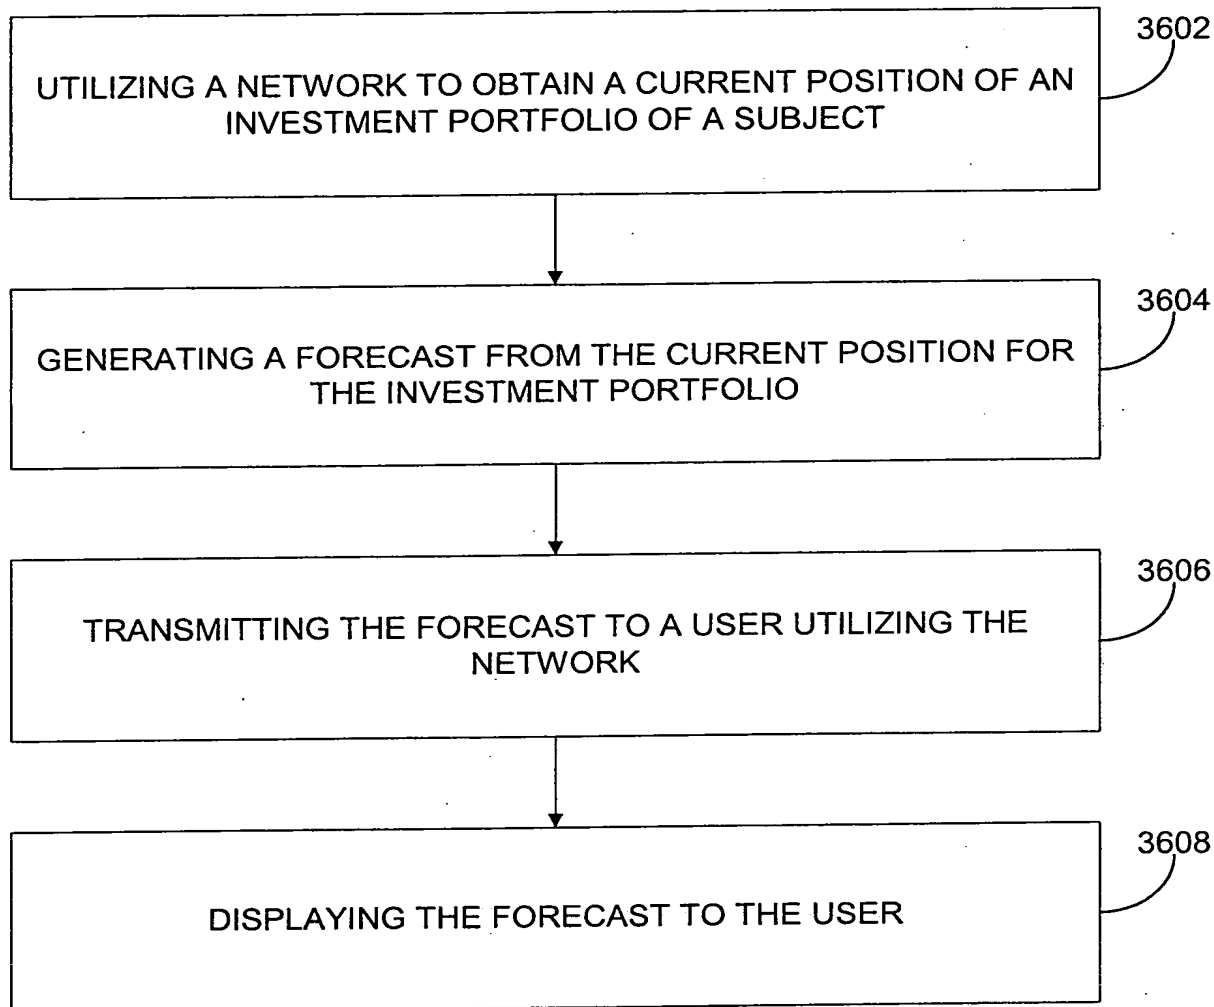 3602
UTILIZING A NETWORK TO OBTAIN A CURRENT POSITION OF AN
INVESTMENT PORTFOLIO OF A SUBJECT
3604
GENERATING A FORECAST FROM THE CURRENT POSITION FOR
THE INVESTMENT PORTFOLIO
3606
TRANSMITTING THE FORECAST TO A USER UTILIZING THE
NETWORK
3608
DISPLAYING THE FORECAST TO THE USER